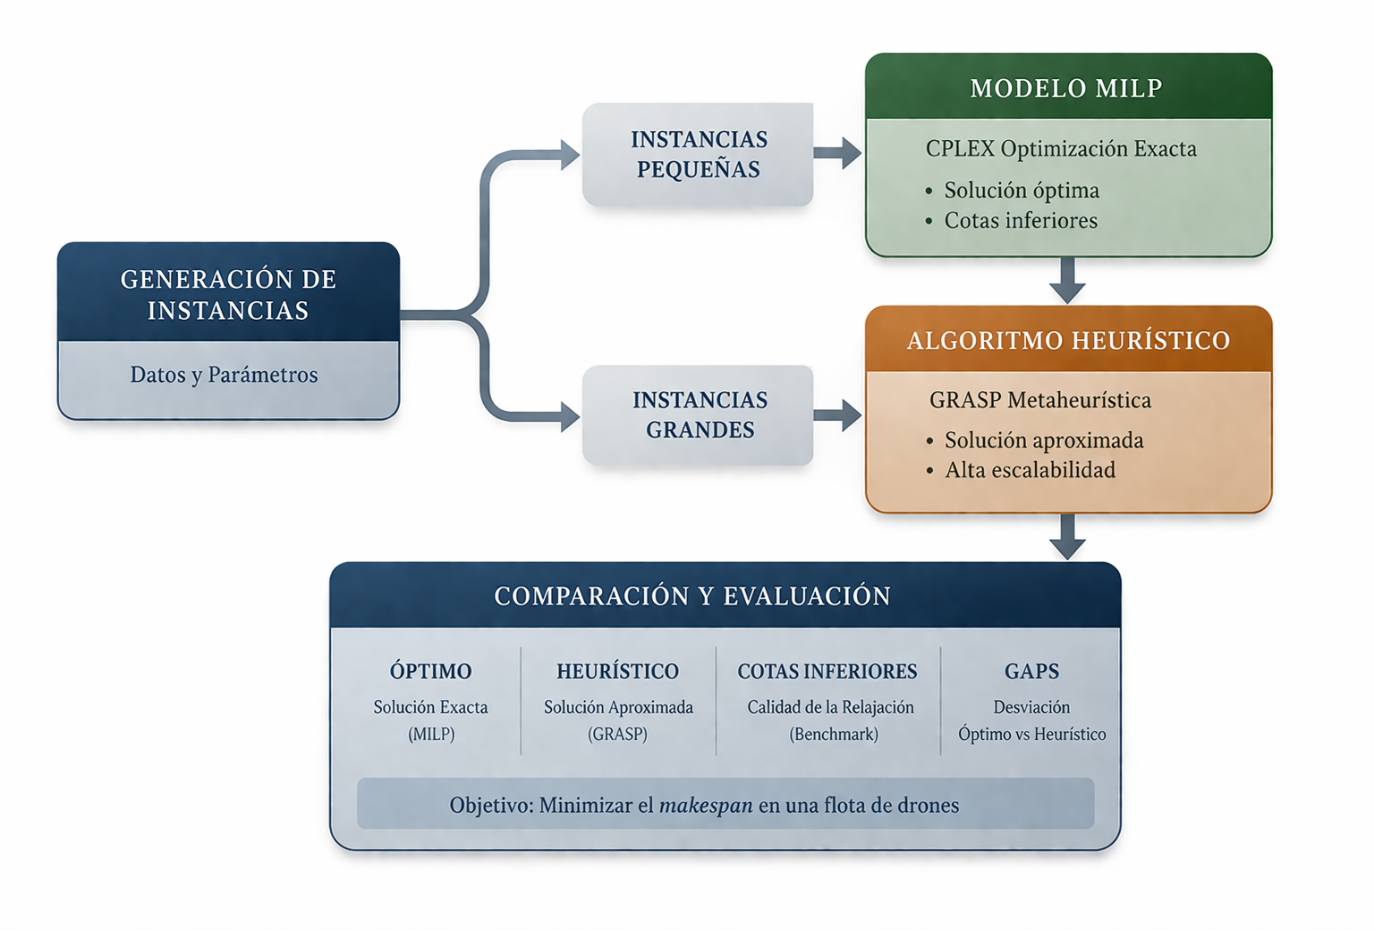 GENERACIÓN DE
INSTANCIAS
Datos y Parámetros
INSTANCIAS
PEQUEÑAS
INSTANCIAS
GRANDES
MODELO MILP
CPLEX Optimización Exacta
• Solución óptima
• Cotas inferiores
ALGORITMO HEURÍSTICO
GRASP Metaheurística
• Solución aproximada
• Alta escalabilidad
COMPARACIÓN Y EVALUACIÓN
ÓPTIMO
Solución Exacta
(MILP)
HEURÍSTICO
Solución Aproximada
(GRASP)
COTAS INFERIORES
Calidad de la Relajación
(Benchmark)
GAPS
Desviación
Óptimo vs Heurístico
Objetivo: Minimizar el makespan en una flota de drones